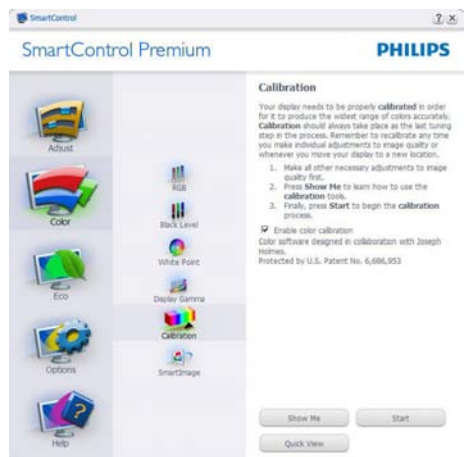 SmartControl
SmartControl Premium
PHILIPS
Adjust
Color
Eco
Options
Help
RGB
Black Level
White Point
Display Gamma
Calibration
SmartImage
Calibration
Your display needs to be properly calibrated in order
for it to produce the widest range of colors accurately.
Calibration should always take place as the last tuning
step in the process. Remember to recalibrate any time
you make individual adjustments to image quality or
whenever you move your display to a new location.
1. Make all other necessary adjustments to image
quality first.
2. Press Show Me to learn how to use the
calibration tools.
3. Finally, press Start to begin the calibration
process.
Enable color calibration
Color software designed in collaboration with Joseph
Holmes.
Protected by U.S. Patent No. 6,686,953
Show Me
Start
Quick View